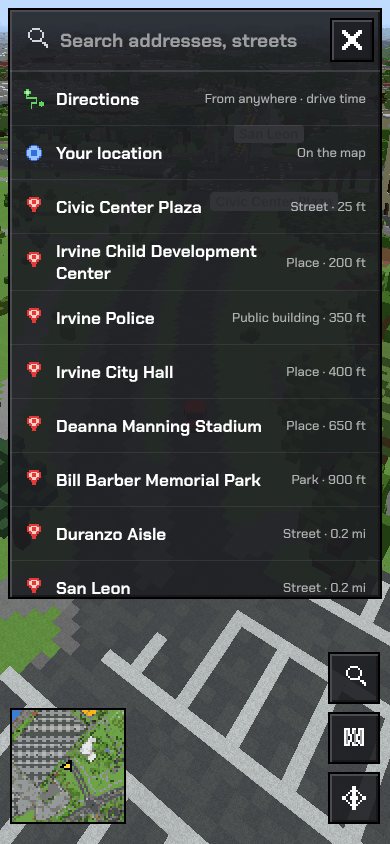 Search addresses, streets
Directions
From anywhere · drive time
San Leon
Your location
On the map
Civic Center Plaza
Street · 25 ft
Irvine Child Development
Center
Place · 200 ft
Irvine Police
Public building · 350 ft
Irvine City Hall
Place · 400 ft
Deanna Manning Stadium
Place · 650 ft
Bill Barber Memorial Park
Park · 900 ft
Duranzo Aisle
Street · 0.2 mi
San Leon
Street · 0.2 mi